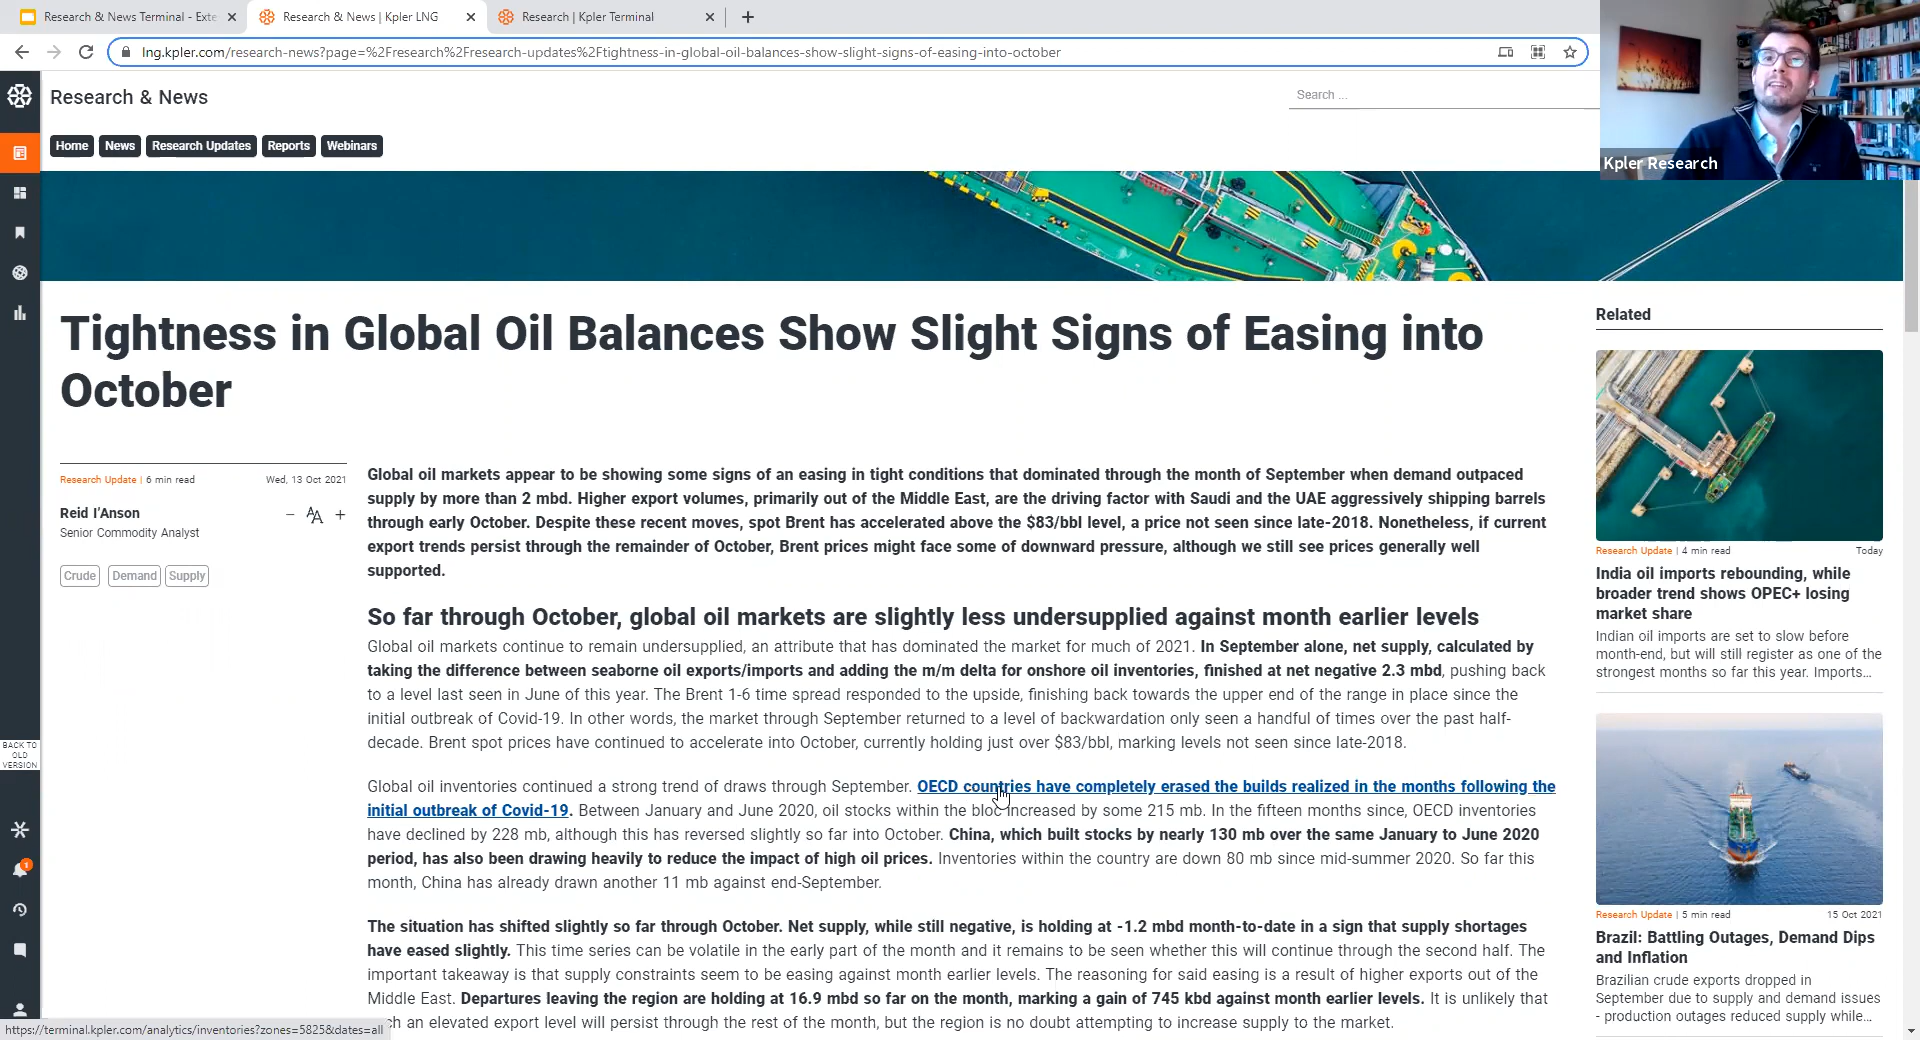 Research & News Terminal - Exte
Research & News | Kpler LNG
Research | Kpler Terminal
lng.kpler.com/research-news?page=%2Fresearch%2Fresearch-updates%2Ftightness-in-global-oil-balances-show-slight-signs-of-easing-into-october
Research & News
Search ...
Home
News
Research Updates
Reports
Webinars
Kpler Research
Tightness in Global Oil Balances Show Slight Signs of Easing into
October
Research Update | 6 min read
Wed, 13 Oct 2021
Reid I'Anson
Senior Commodity Analyst
− AA +
Crude
Demand
Supply
Global oil markets appear to be showing some signs of an easing in tight conditions that dominated through the month of September when demand outpaced
supply by more than 2 mbd. Higher export volumes, primarily out of the Middle East, are the driving factor with Saudi and the UAE aggressively shipping barrels
through early October. Despite these recent moves, spot Brent has accelerated above the $83/bbl level, a price not seen since late-2018. Nonetheless, if current
export trends persist through the remainder of October, Brent prices might face some of downward pressure, although we still see prices generally well
supported.
So far through October, global oil markets are slightly less undersupplied against month earlier levels
Global oil markets continue to remain undersupplied, an attribute that has dominated the market for much of 2021. In September alone, net supply, calculated by
taking the difference between seaborne oil exports/imports and adding the m/m delta for onshore oil inventories, finished at net negative 2.3 mbd, pushing back
to a level last seen in June of this year. The Brent 1-6 time spread responded to the upside, finishing back towards the upper end of the range in place since the
initial outbreak of Covid-19. In other words, the market through September returned to a level of backwardation only seen a handful of times over the past half-
decade. Brent spot prices have continued to accelerate into October, currently holding just over $83/bbl, marking levels not seen since late-2018.
Global oil inventories continued a strong trend of draws through September. OECD countries have completely erased the builds realized in the months following the
initial outbreak of Covid-19. Between January and June 2020, oil stocks within the bloc increased by some 215 mb. In the fifteen months since, OECD inventories
have declined by 228 mb, although this has reversed slightly so far into October. China, which built stocks by nearly 130 mb over the same January to June 2020
period, has also been drawing heavily to reduce the impact of high oil prices. Inventories within the country are down 80 mb since mid-summer 2020. So far this
month, China has already drawn another 11 mb against end-September.
The situation has shifted slightly so far through October. Net supply, while still negative, is holding at -1.2 mbd month-to-date in a sign that supply shortages
have eased slightly. This time series can be volatile in the early part of the month and it remains to be seen whether this will continue through the second half. The
important takeaway is that supply constraints seem to be easing against month earlier levels. The reasoning for said easing is a result of higher exports out of the
Middle East. Departures leaving the region are holding at 16.9 mbd so far on the month, marking a gain of 745 kbd against month earlier levels. It is unlikely that
an elevated export level will persist through the rest of the month, but the region is no doubt attempting to increase supply to the market.
Related
Research Update | 4 min read
Today
India oil imports rebounding, while
broader trend shows OPEC+ losing
market share
Indian oil imports are set to slow before
month-end, but will still register as one of the
strongest months so far this year. Imports...
Research Update | 5 min read
15 Oct 2021
Brazil: Battling Outages, Demand Dips
and Inflation
Brazilian crude exports dropped in
September due to supply and demand issues
- production outages reduced supply while...
BACK TO
OLD
VERSION
1
https://terminal.kpler.com/analytics/inventories?zones=5825&dates=all